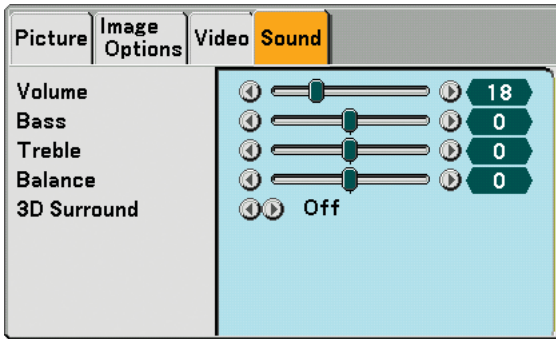 Picture Image Options Video Sound
Volume 18
Bass 0
Treble 0
Balance 0
3D Surround Off